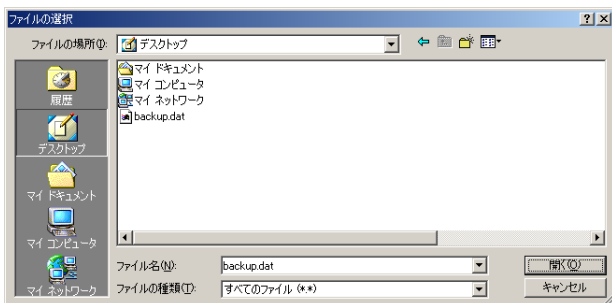 ファイルの選択
ファイルの場所(I):
デスクトップ
マイ ドキュメント
マイ コンピュータ
マイ ネットワーク
backup.dat
履歴
デスクトップ
マイ ドキュメント
マイ コンピュータ
マイ ネットワーク
ファイル名(N):
backup.dat
開く(O)
ファイルの種類(T):
すべてのファイル (*.*)
キャンセル